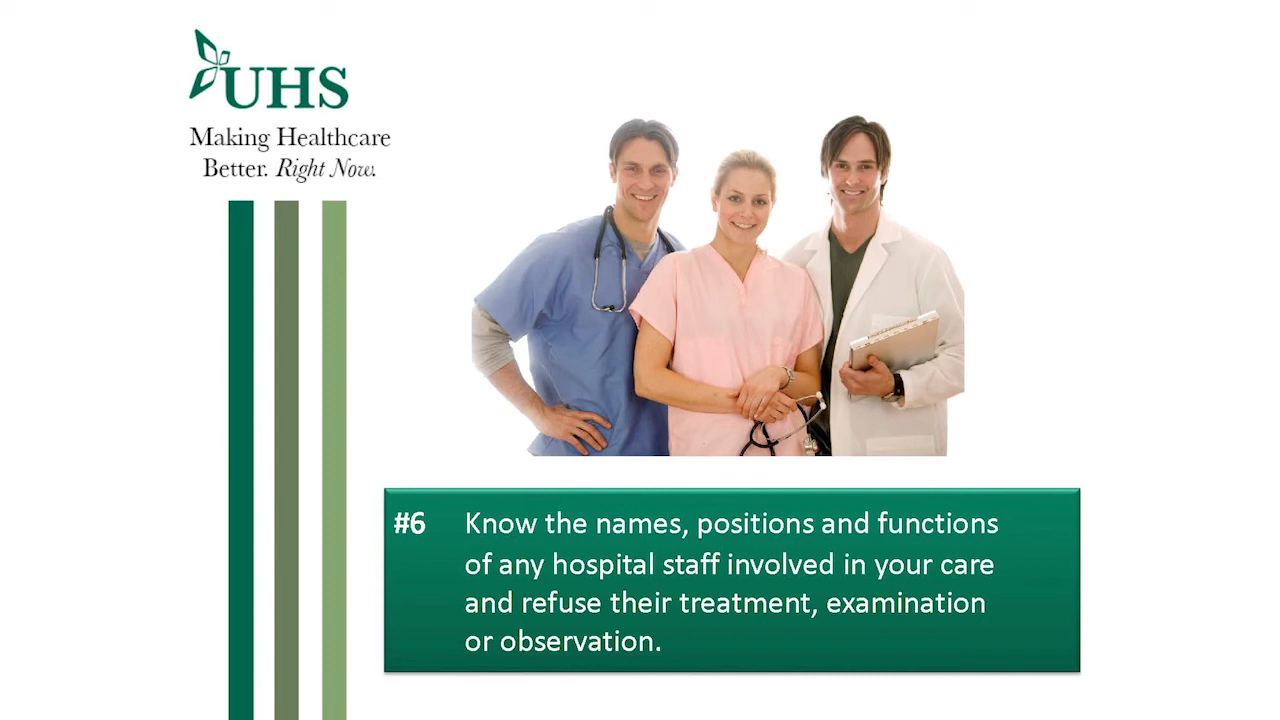 UHS
Making Healthcare
Better. Right Now.
#6 Know the names, positions and functions
of any hospital staff involved in your care
and refuse their treatment, examination
or observation.